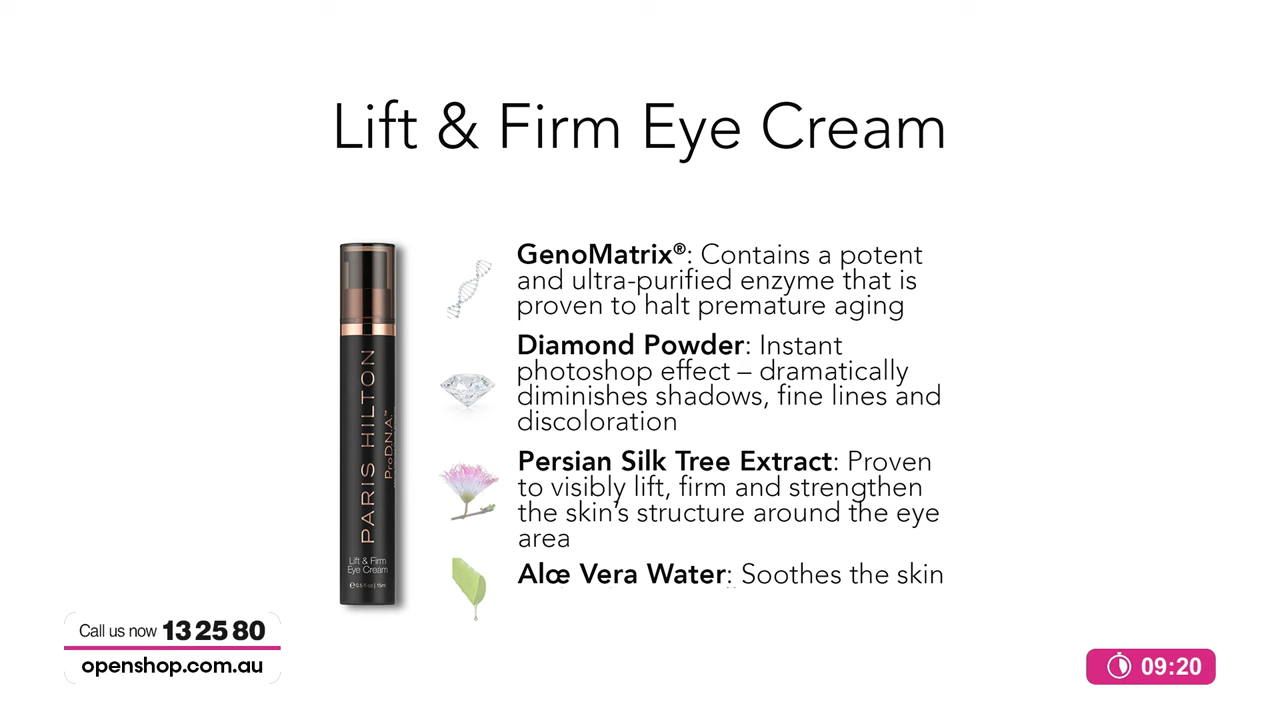 Lift & Firm Eye Cream
GenoMatrix®: Contains a potent
and ultra-purified enzyme that is
proven to halt premature aging
Diamond Powder: Instant
photoshop effect – dramatically
diminishes shadows, fine lines and
discoloration
Persian Silk Tree Extract: Proven
to visibly lift, firm and strengthen
the skin's structure around the eye
area
Alœ Vera Water: Soothes the skin
PARIS HILTON
ProDNA™
Lift & Firm
Eye Cream
Call us now 13 25 80
openshop.com.au
09:20